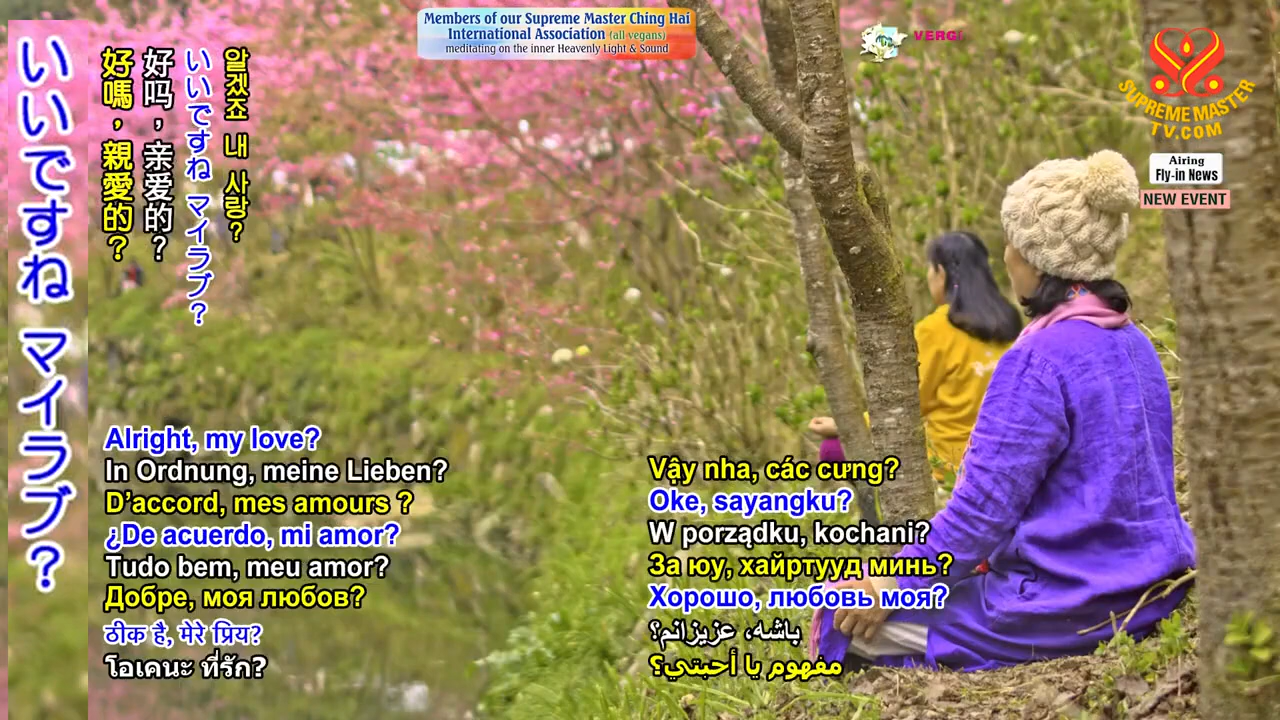 Members of our Supreme Master Ching Hai
International Association (all vegans)
meditating on the inner Heavenly Light & Sound
SUPREME MASTER
TV.COM
Airing
Fly-in News
NEW EVENT
いいですね マイラブ?
好嗎，親愛的？
好吗，亲爱的？
いいですね マイラブ?
알겠죠 내 사랑?
Alright, my love?
In Ordnung, meine Lieben?
D’accord, mes amours ?
¿De acuerdo, mi amor?
Tudo bem, meu amor?
Добре, моя любов?
ठीक है, मेरे प्रिय?
โอเคนะ ที่รัก?
Vậy nha, các cưng?
Oke, sayangku?
W porządku, kochani?
За юу, хайртууд минь?
Хорошо, любовь моя?
باشه، عزیزانم؟
مفهوم يا أحبتي؟